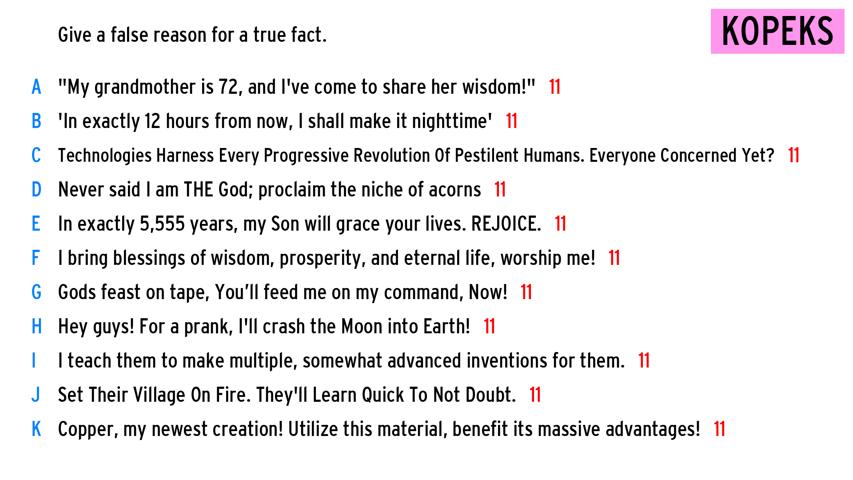 Give a false reason for a true fact.
KOPEKS
A "My grandmother is 72, and I've come to share her wisdom!" 11
B 'In exactly 12 hours from now, I shall make it nighttime' 11
C Technologies Harness Every Progressive Revolution Of Pestilent Humans. Everyone Concerned Yet? 11
D Never said I am THE God; proclaim the niche of acorns 11
E In exactly 5,555 years, my Son will grace your lives. REJOICE. 11
F I bring blessings of wisdom, prosperity, and eternal life, worship me! 11
G Gods feast on tape, You’ll feed me on my command, Now! 11
H Hey guys! For a prank, I'll crash the Moon into Earth! 11
I I teach them to make multiple, somewhat advanced inventions for them. 11
J Set Their Village On Fire. They'll Learn Quick To Not Doubt. 11
K Copper, my newest creation! Utilize this material, benefit its massive advantages! 11